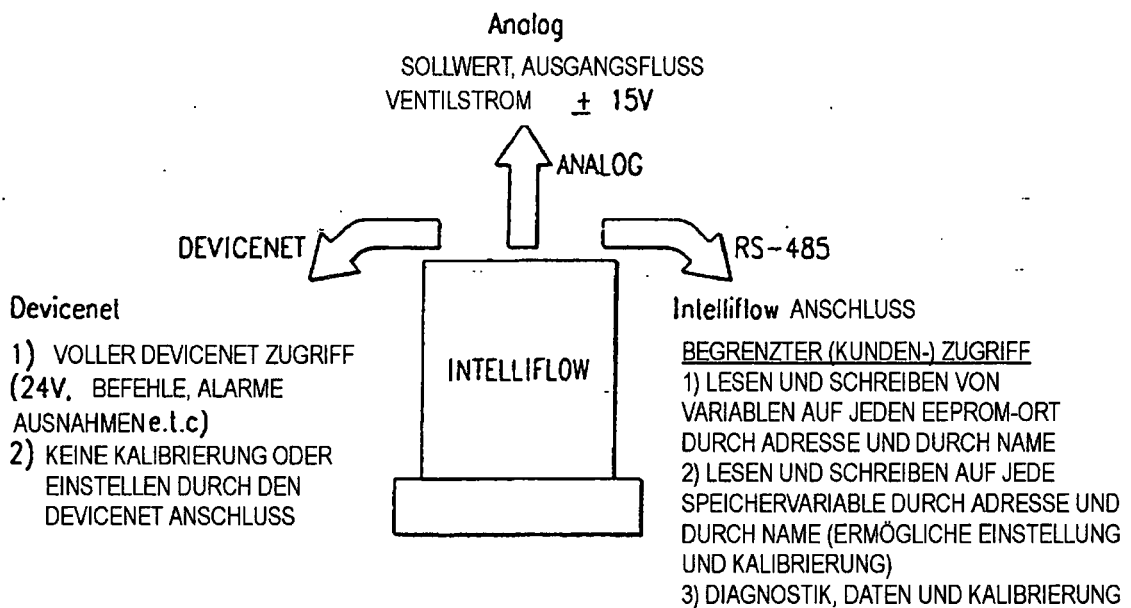 Analog
SOLLWERT, AUSGANGSFLUSS
VENTILSTROM ± 15V
ANALOG
DEVICENET
RS-485
Devicenet
1) VOLLER DEVICENET ZUGRIFF
(24V, BEFEHLE, ALARME
AUSNAHMEN e.t.c)
2) KEINE KALIBRIERUNG ODER
EINSTELLEN DURCH DEN
DEVICENET ANSCHLUSS
INTELLIFLOW
Intelliflow ANSCHLUSS
BEGRENZTER (KUNDEN-) ZUGRIFF
1) LESEN UND SCHREIBEN VON
VARIABLEN AUF JEDEN EEPROM-ORT
DURCH ADRESSE UND DURCH NAME
2) LESEN UND SCHREIBEN AUF JEDE
SPEICHERVARIABLE DURCH ADRESSE UND
DURCH NAME (ERMÖGLICHE EINSTELLUNG
UND KALIBRIERUNG)
3) DIAGNOSTIK, DATEN UND KALIBRIERUNG